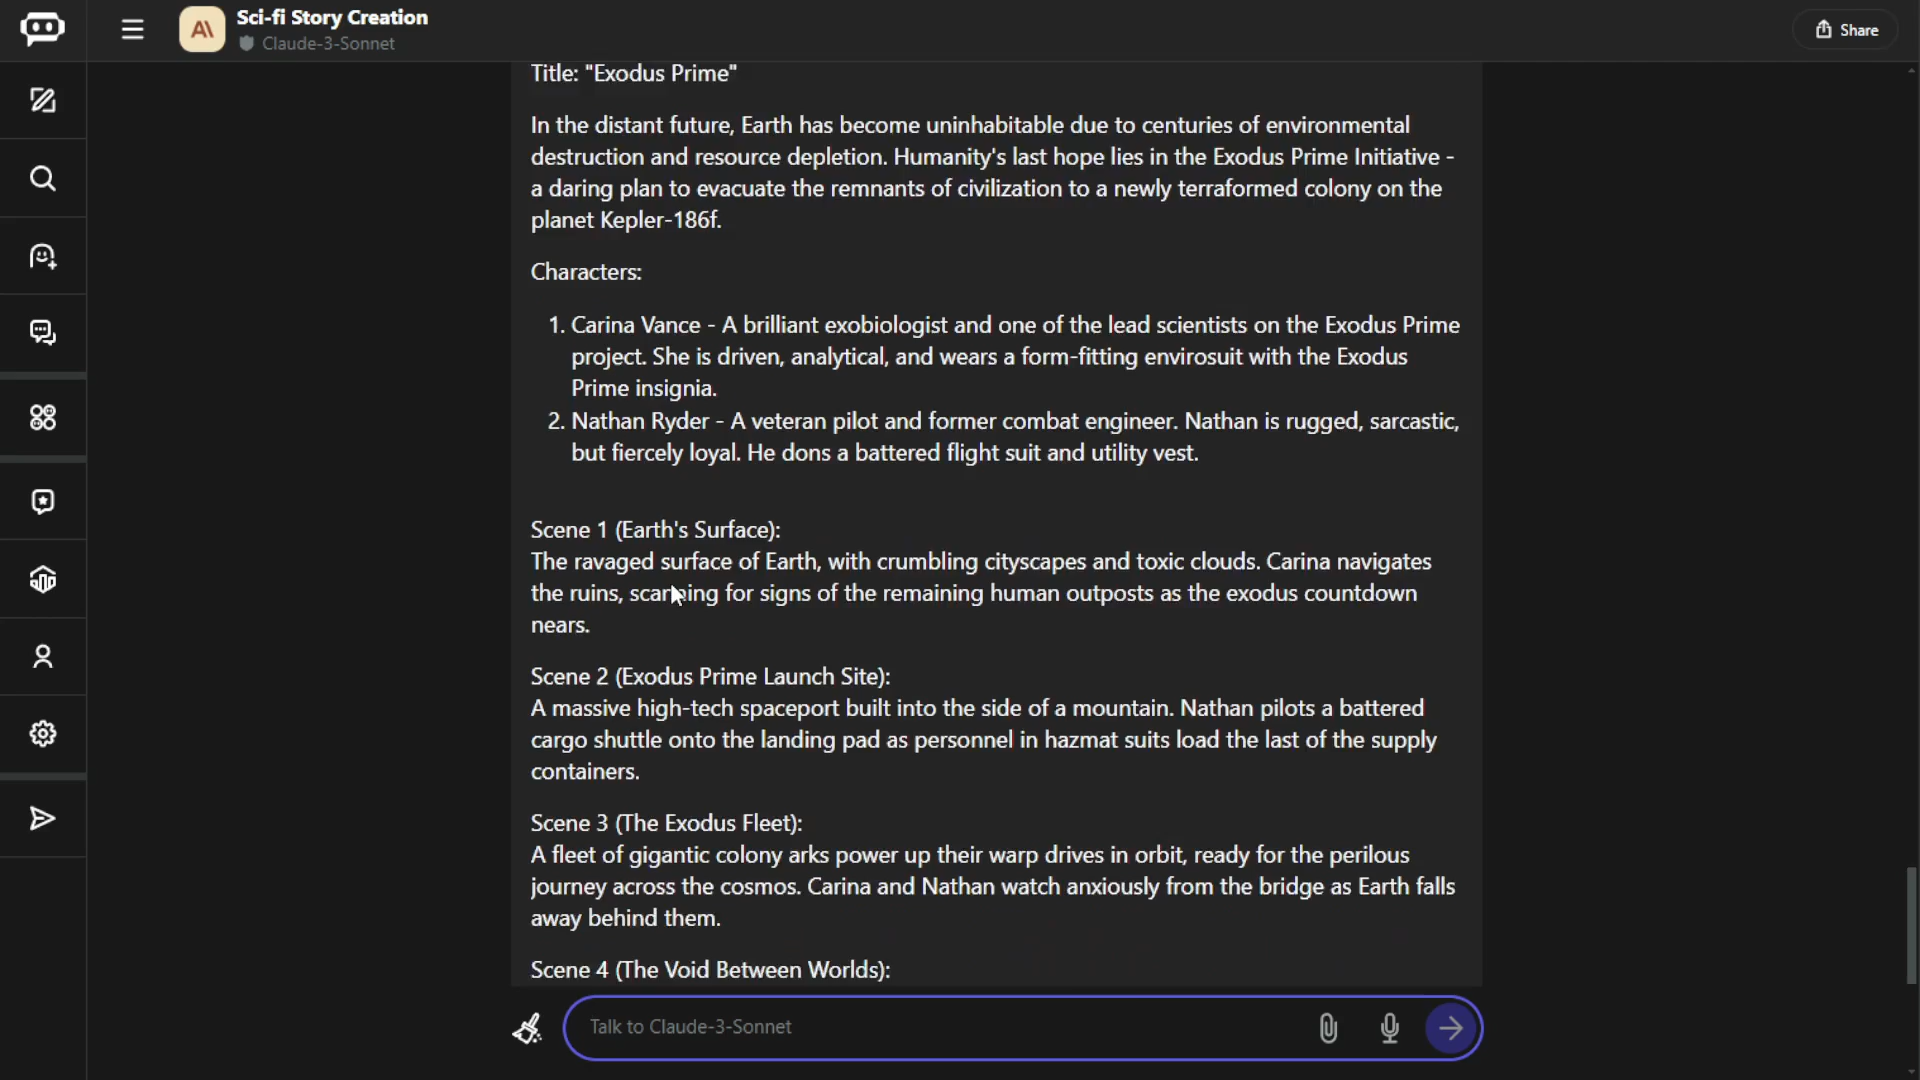 Sci-fi Story Creation
Claude-3-Sonnet
Share
Title: "Exodus Prime"
In the distant future, Earth has become uninhabitable due to centuries of environmental
destruction and resource depletion. Humanity's last hope lies in the Exodus Prime Initiative -
a daring plan to evacuate the remnants of civilization to a newly terraformed colony on the
planet Kepler-186f.
Characters:
1. Carina Vance - A brilliant exobiologist and one of the lead scientists on the Exodus Prime
project. She is driven, analytical, and wears a form-fitting envirosuit with the Exodus
Prime insignia.
2. Nathan Ryder - A veteran pilot and former combat engineer. Nathan is rugged, sarcastic,
but fiercely loyal. He dons a battered flight suit and utility vest.
Scene 1 (Earth's Surface):
The ravaged surface of Earth, with crumbling cityscapes and toxic clouds. Carina navigates
the ruins, scanning for signs of the remaining human outposts as the exodus countdown
nears.
Scene 2 (Exodus Prime Launch Site):
A massive high-tech spaceport built into the side of a mountain. Nathan pilots a battered
cargo shuttle onto the landing pad as personnel in hazmat suits load the last of the supply
containers.
Scene 3 (The Exodus Fleet):
A fleet of gigantic colony arks power up their warp drives in orbit, ready for the perilous
journey across the cosmos. Carina and Nathan watch anxiously from the bridge as Earth falls
away behind them.
Scene 4 (The Void Between Worlds):
Talk to Claude-3-Sonnet